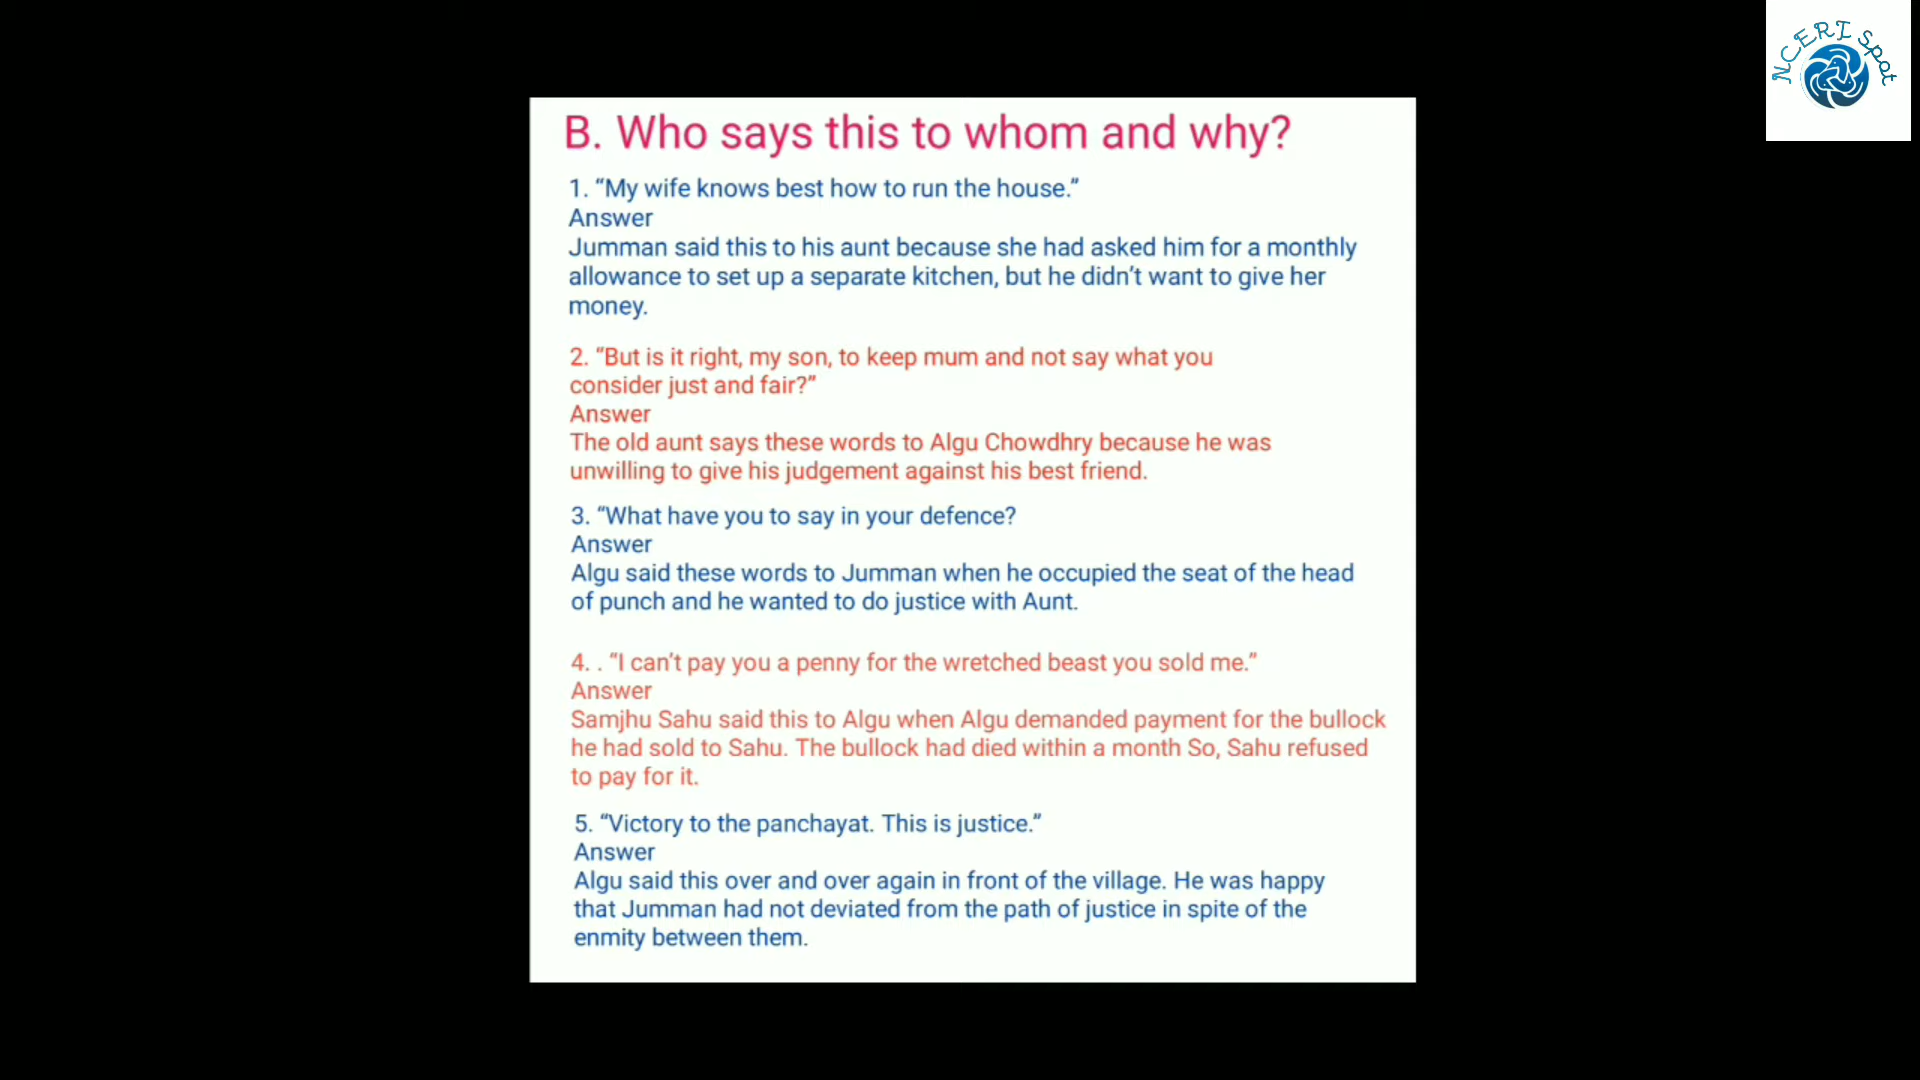 NCERT Spot
B. Who says this to whom and why?
1. “My wife knows best how to run the house.”
Answer
Jumman said this to his aunt because she had asked him for a monthly
allowance to set up a separate kitchen, but he didn’t want to give her
money.
2. “But is it right, my son, to keep mum and not say what you
consider just and fair?”
Answer
The old aunt says these words to Algu Chowdhry because he was
unwilling to give his judgement against his best friend.
3. “What have you to say in your defence?
Answer
Algu said these words to Jumman when he occupied the seat of the head
of punch and he wanted to do justice with Aunt.
4. . “I can’t pay you a penny for the wretched beast you sold me.”
Answer
Samjhu Sahu said this to Algu when Algu demanded payment for the bullock
he had sold to Sahu. The bullock had died within a month So, Sahu refused
to pay for it.
5. “Victory to the panchayat. This is justice.”
Answer
Algu said this over and over again in front of the village. He was happy
that Jumman had not deviated from the path of justice in spite of the
enmity between them.